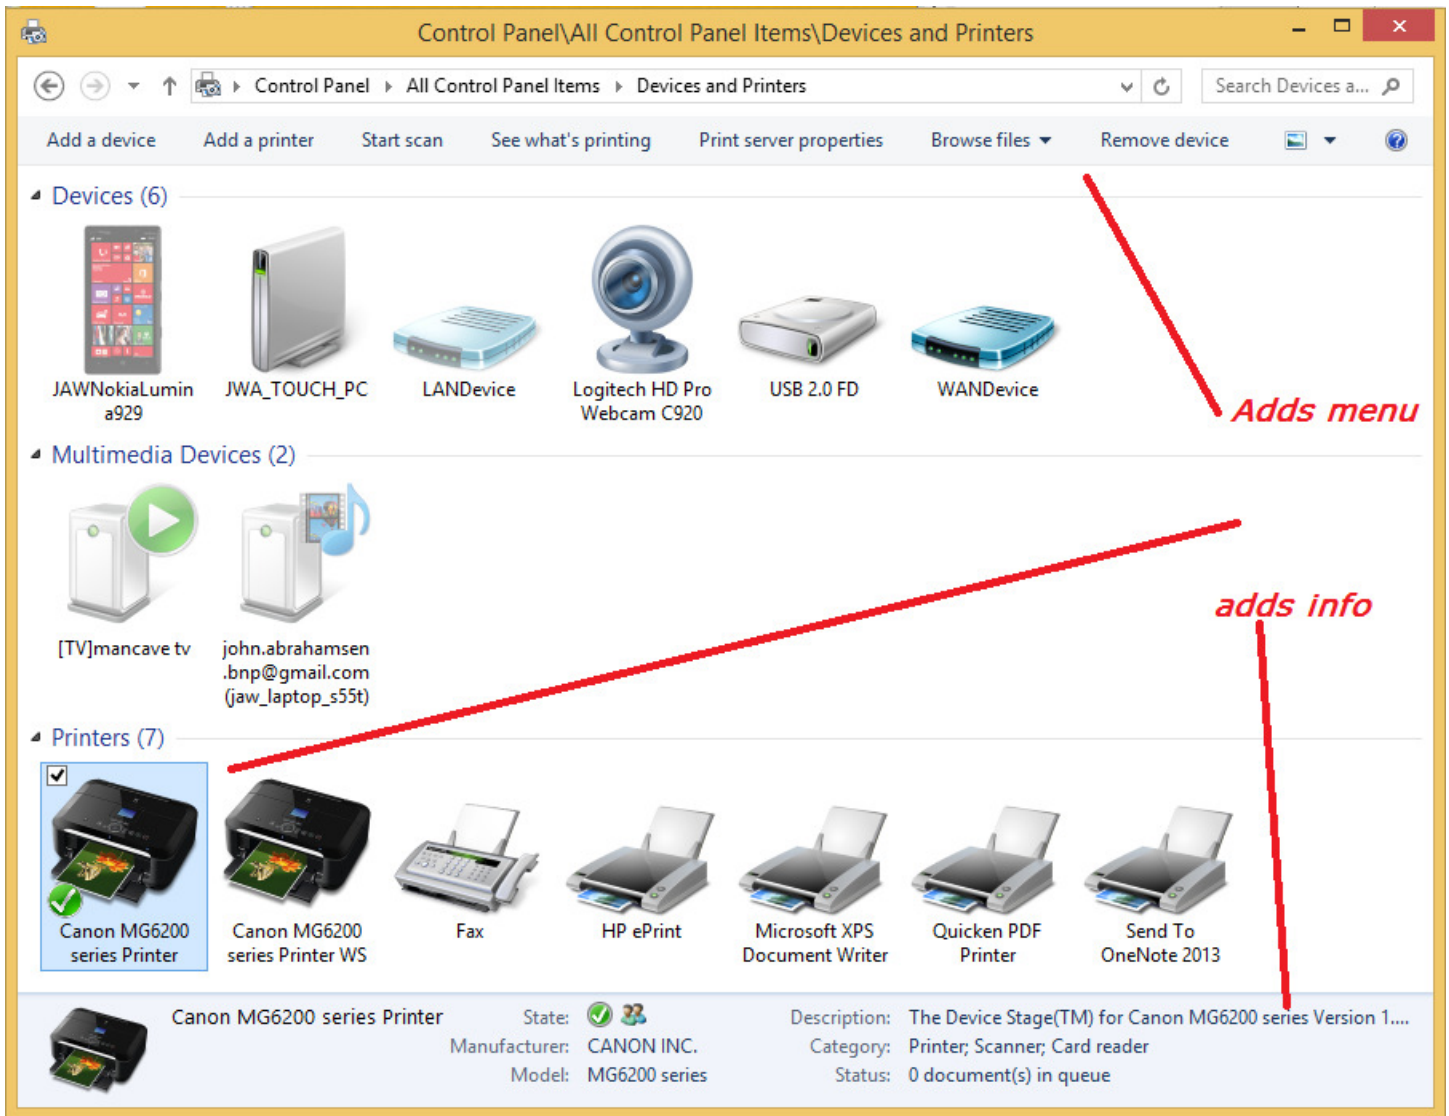 Control Panel\All Control Panel Items\Devices and Printers
Control Panel All Control Panel Items Devices and Printers Search Devices a...
Add a device Add a printer Start scan See what's printing Print server properties Browse files Remove device
Devices (6)
JAWNokiaLumin JWA_TOUCH_PC LANDevice Logitech HD Pro USB 2.0 FD WANDevice
a929 Webcam C920
Adds menu
Multimedia Devices (2)
adds info
[TV]mancave tv john.abrahamsen
.bnp@gmail.com
(jaw_laptop_s55t)
Printers (7)
Canon MG6200 Canon MG6200 Fax HP ePrint Microsoft XPS Quicken PDF Send To
series Printer series Printer WS Document Writer Printer OneNote 2013
Canon MG6200 series Printer State: Description: The Device Stage(TM) for Canon MG6200 series Version 1....
Manufacturer: CANON INC. Category: Printer; Scanner; Card reader
Model: MG6200 series Status: 0 document(s) in queue